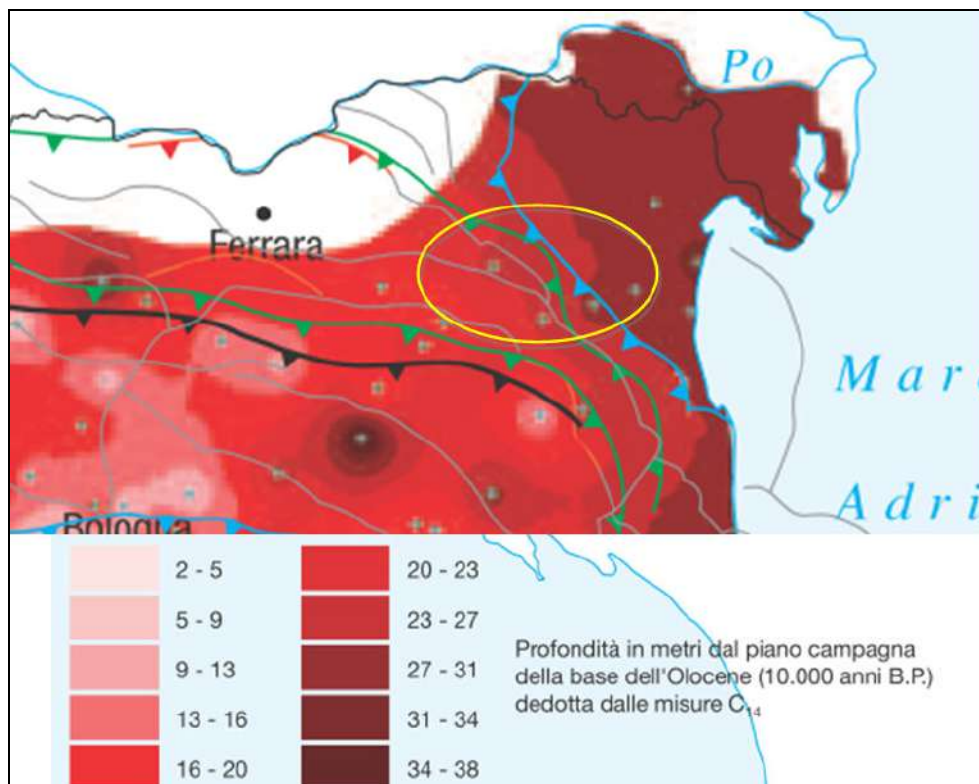 Po
Ferrara
Mar
Adri
Bologna
2 - 5
5 - 9
9 - 13
13 - 16
16 - 20
20 - 23
23 - 27
27 - 31
31 - 34
34 - 38
Profondità in metri dal piano campagna
della base dell'Olocene (10.000 anni B.P.)
dedotta dalle misure C14